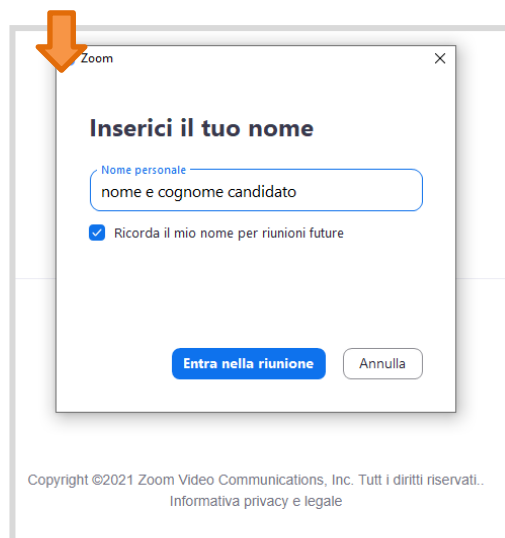 Zoom
Inserici il tuo nome
Nome personale
nome e cognome candidato
Ricorda il mio nome per riunioni future
Entra nella riunione
Annulla
Copyright ©2021 Zoom Video Communications, Inc. Tutt i diritti riservati..
Informativa privacy e legale